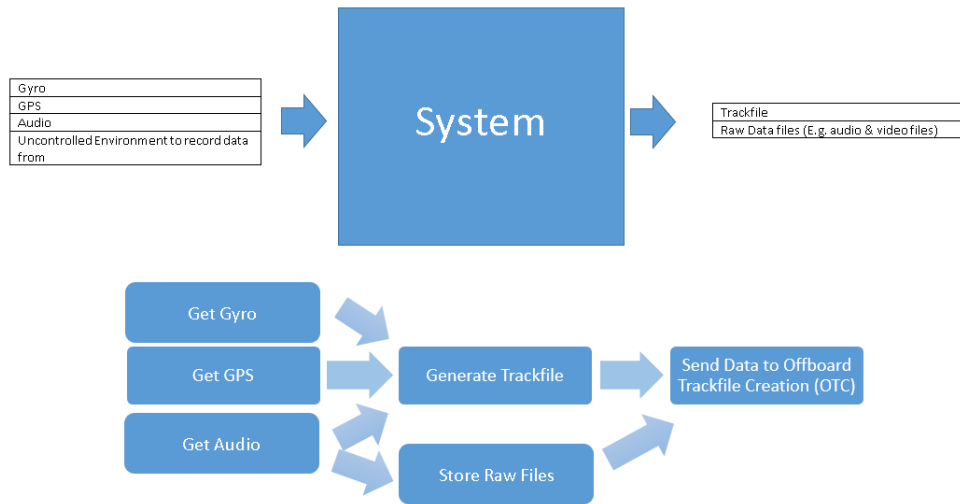 Gyro
GPS
Audio
Uncontrolled Environment to record data
from
System
Trackfile
Raw Data files (E.g. audio & video files)
Get Gyro
Get GPS
Get Audio
Generate Trackfile
Store Raw Files
Send Data to Offboard
Trackfile Creation (OTC)